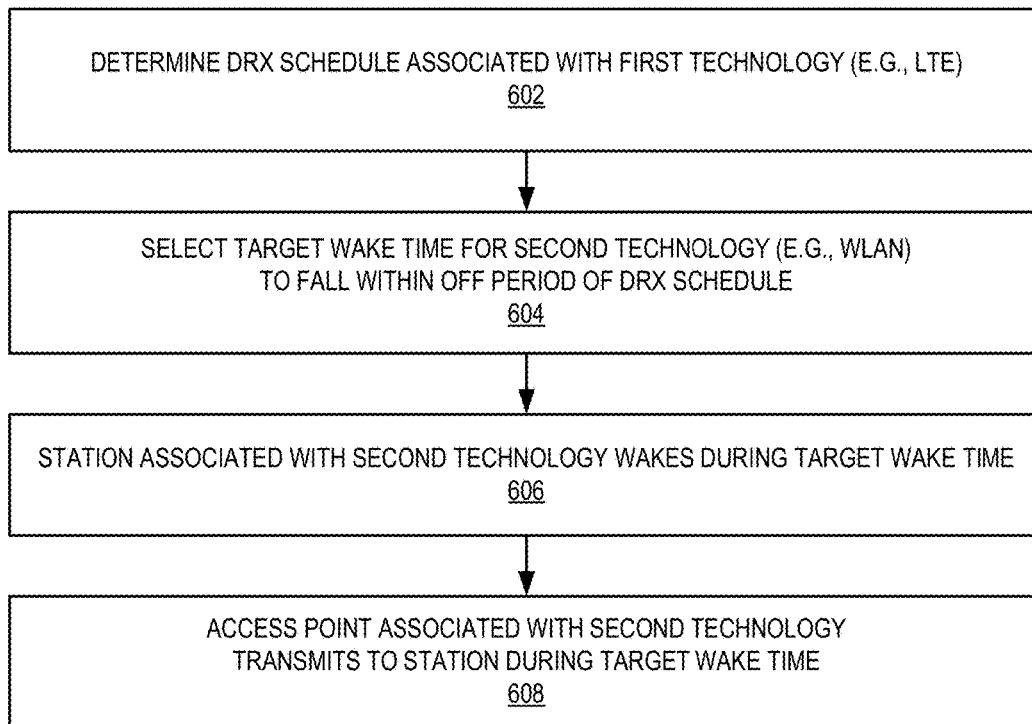 DETERMINE DRX SCHEDULE ASSOCIATED WITH FIRST TECHNOLOGY (E.G., LTE)
602
SELECT TARGET WAKE TIME FOR SECOND TECHNOLOGY (E.G., WLAN)
TO FALL WITHIN OFF PERIOD OF DRX SCHEDULE
604
STATION ASSOCIATED WITH SECOND TECHNOLOGY WAKES DURING TARGET WAKE TIME
606
ACCESS POINT ASSOCIATED WITH SECOND TECHNOLOGY
TRANSMITS TO STATION DURING TARGET WAKE TIME
608